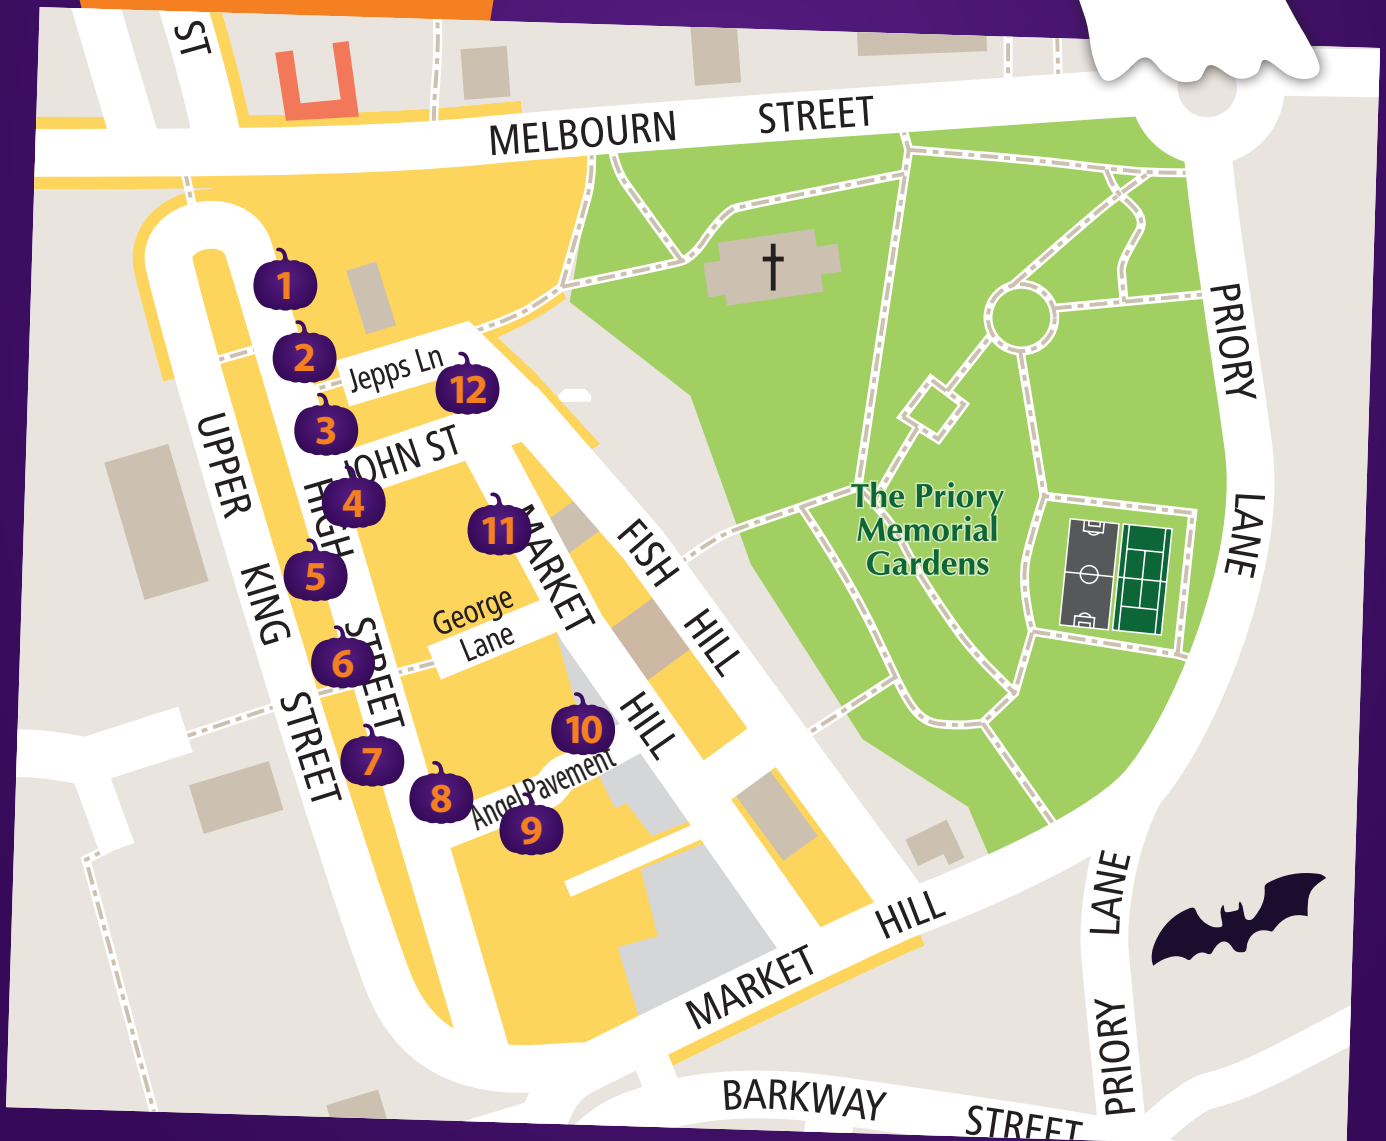 ST
MELBOURN STREET
1
2
Jepps Ln
12
3
JOHN ST
4
11
5
6
George
Lane
10
7
8
Angel Pavement
9
UPPER KING STREET
HIGH STREET
MARKET HILL
FISH HILL
The Priory
Memorial
Gardens
PRIORY LANE
PRIORY LANE
MARKET HILL
BARKWAY STREET